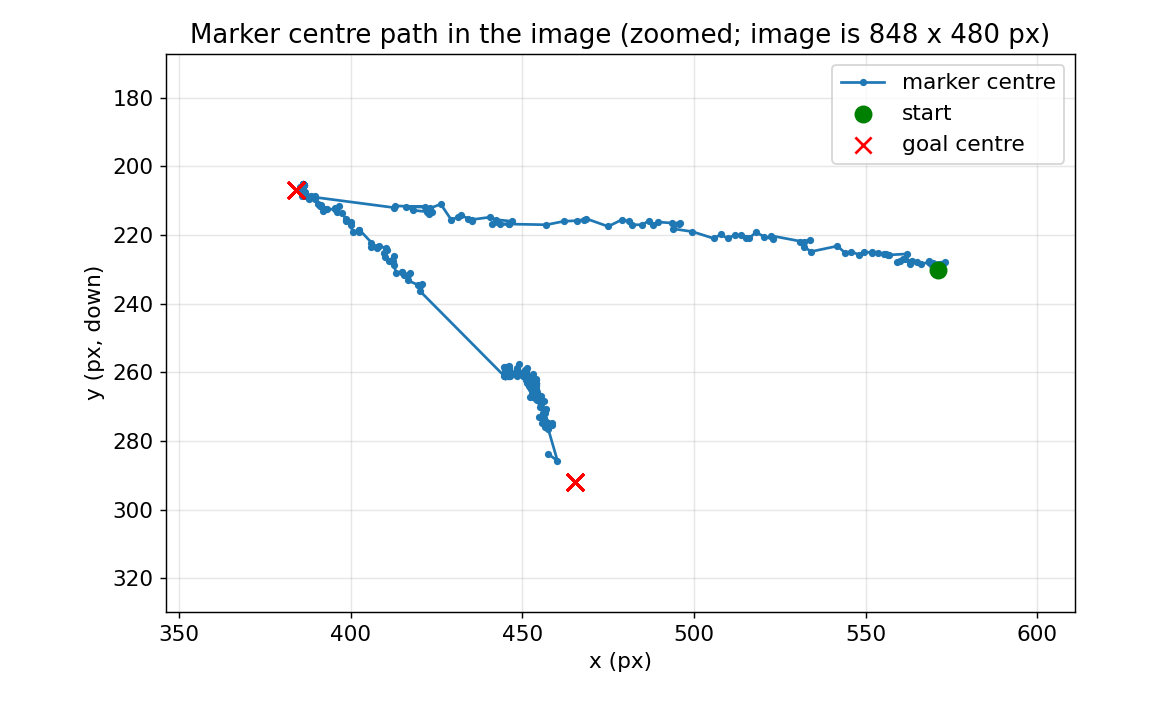 Marker centre path in the image (zoomed; image is 848 x 480 px)
marker centre
start
goal centre
y (px, down)
180
200
220
240
260
280
300
320
350 400 450 500 550 600
x (px)